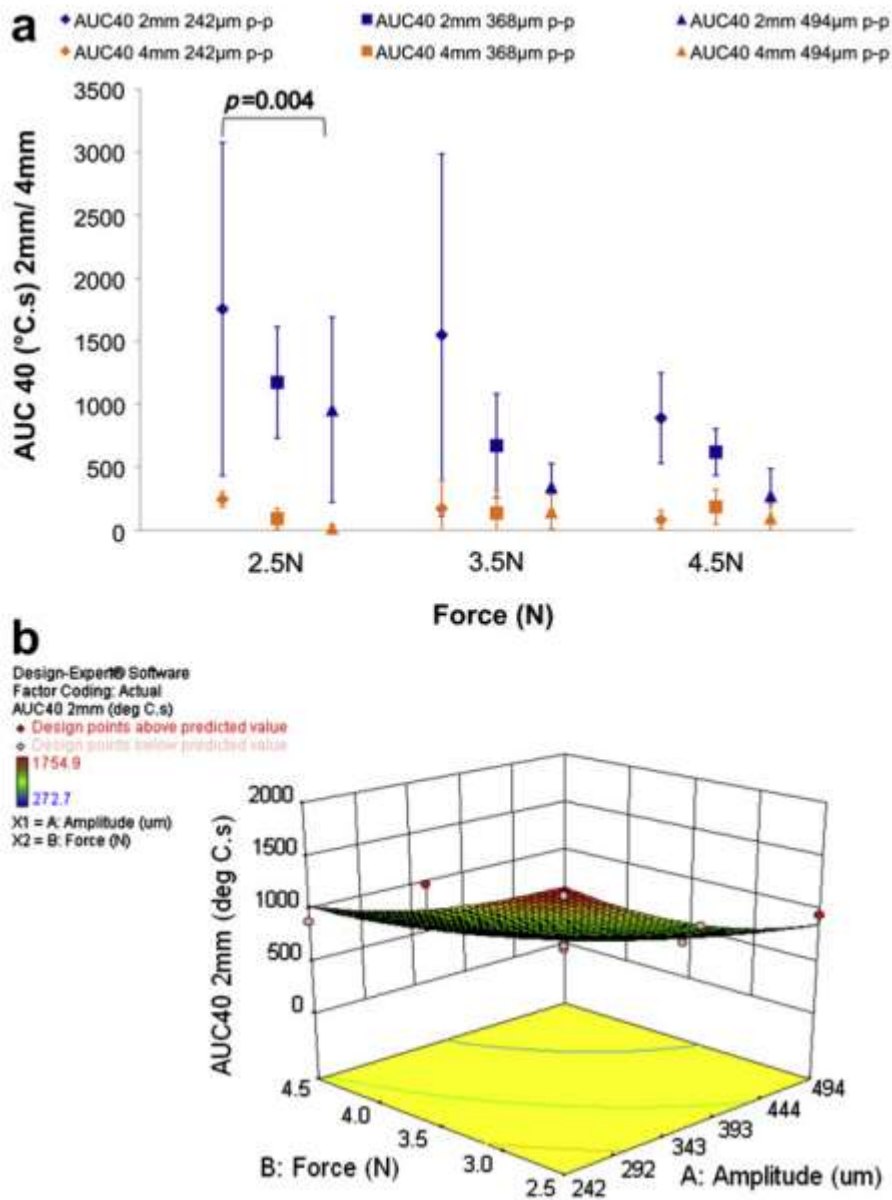 a
AUC40 2mm 242µm p-p AUC40 2mm 368µm p-p AUC40 2mm 494µm p-p
AUC40 4mm 242µm p-p AUC40 4mm 368µm p-p AUC40 4mm 494µm p-p
AUC 40 (°C.s) 2mm/ 4mm
3500
p=0.004
3000
2500
2000
1500
1000
500
0
2.5N 3.5N 4.5N
Force (N)
b
Design-Expert® Software
Factor Coding: Actual
AUC40 2mm (deg C.s)
Design points above predicted value
Design points below predicted value
1754.9
272.7
X1 = A: Amplitude (um)
X2 = B: Force (N)
AUC40 2mm (deg C.s)
2000
1500
1000
500
0
4.5 4.0 3.5 3.0 2.5
B: Force (N)
242 292 343 393 444 494
A: Amplitude (um)